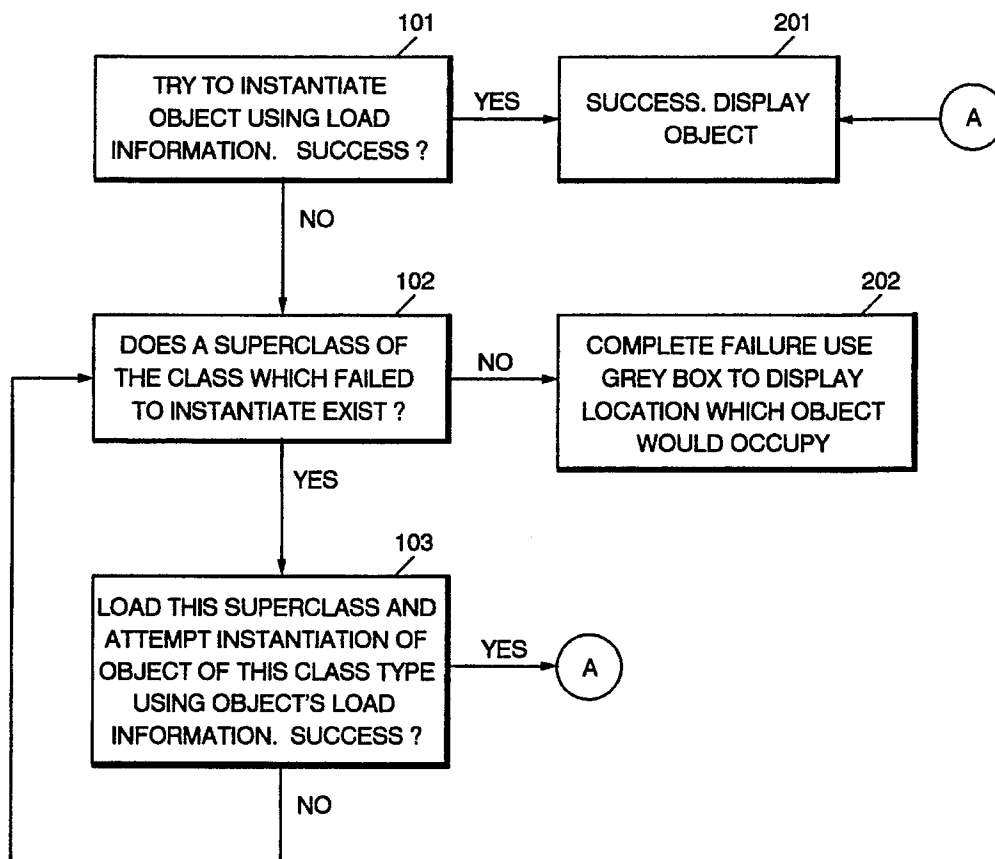 101
TRY TO INSTANTIATE
OBJECT USING LOAD
INFORMATION. SUCCESS ?
YES
201
SUCCESS. DISPLAY
OBJECT
A
NO
102
DOES A SUPERCLASS OF
THE CLASS WHICH FAILED
TO INSTANTIATE EXIST ?
NO
202
COMPLETE FAILURE USE
GREY BOX TO DISPLAY
LOCATION WHICH OBJECT
WOULD OCCUPY
YES
103
LOAD THIS SUPERCLASS AND
ATTEMPT INSTANTIATION OF
OBJECT OF THIS CLASS TYPE
USING OBJECT'S LOAD
INFORMATION. SUCCESS ?
YES
A
NO